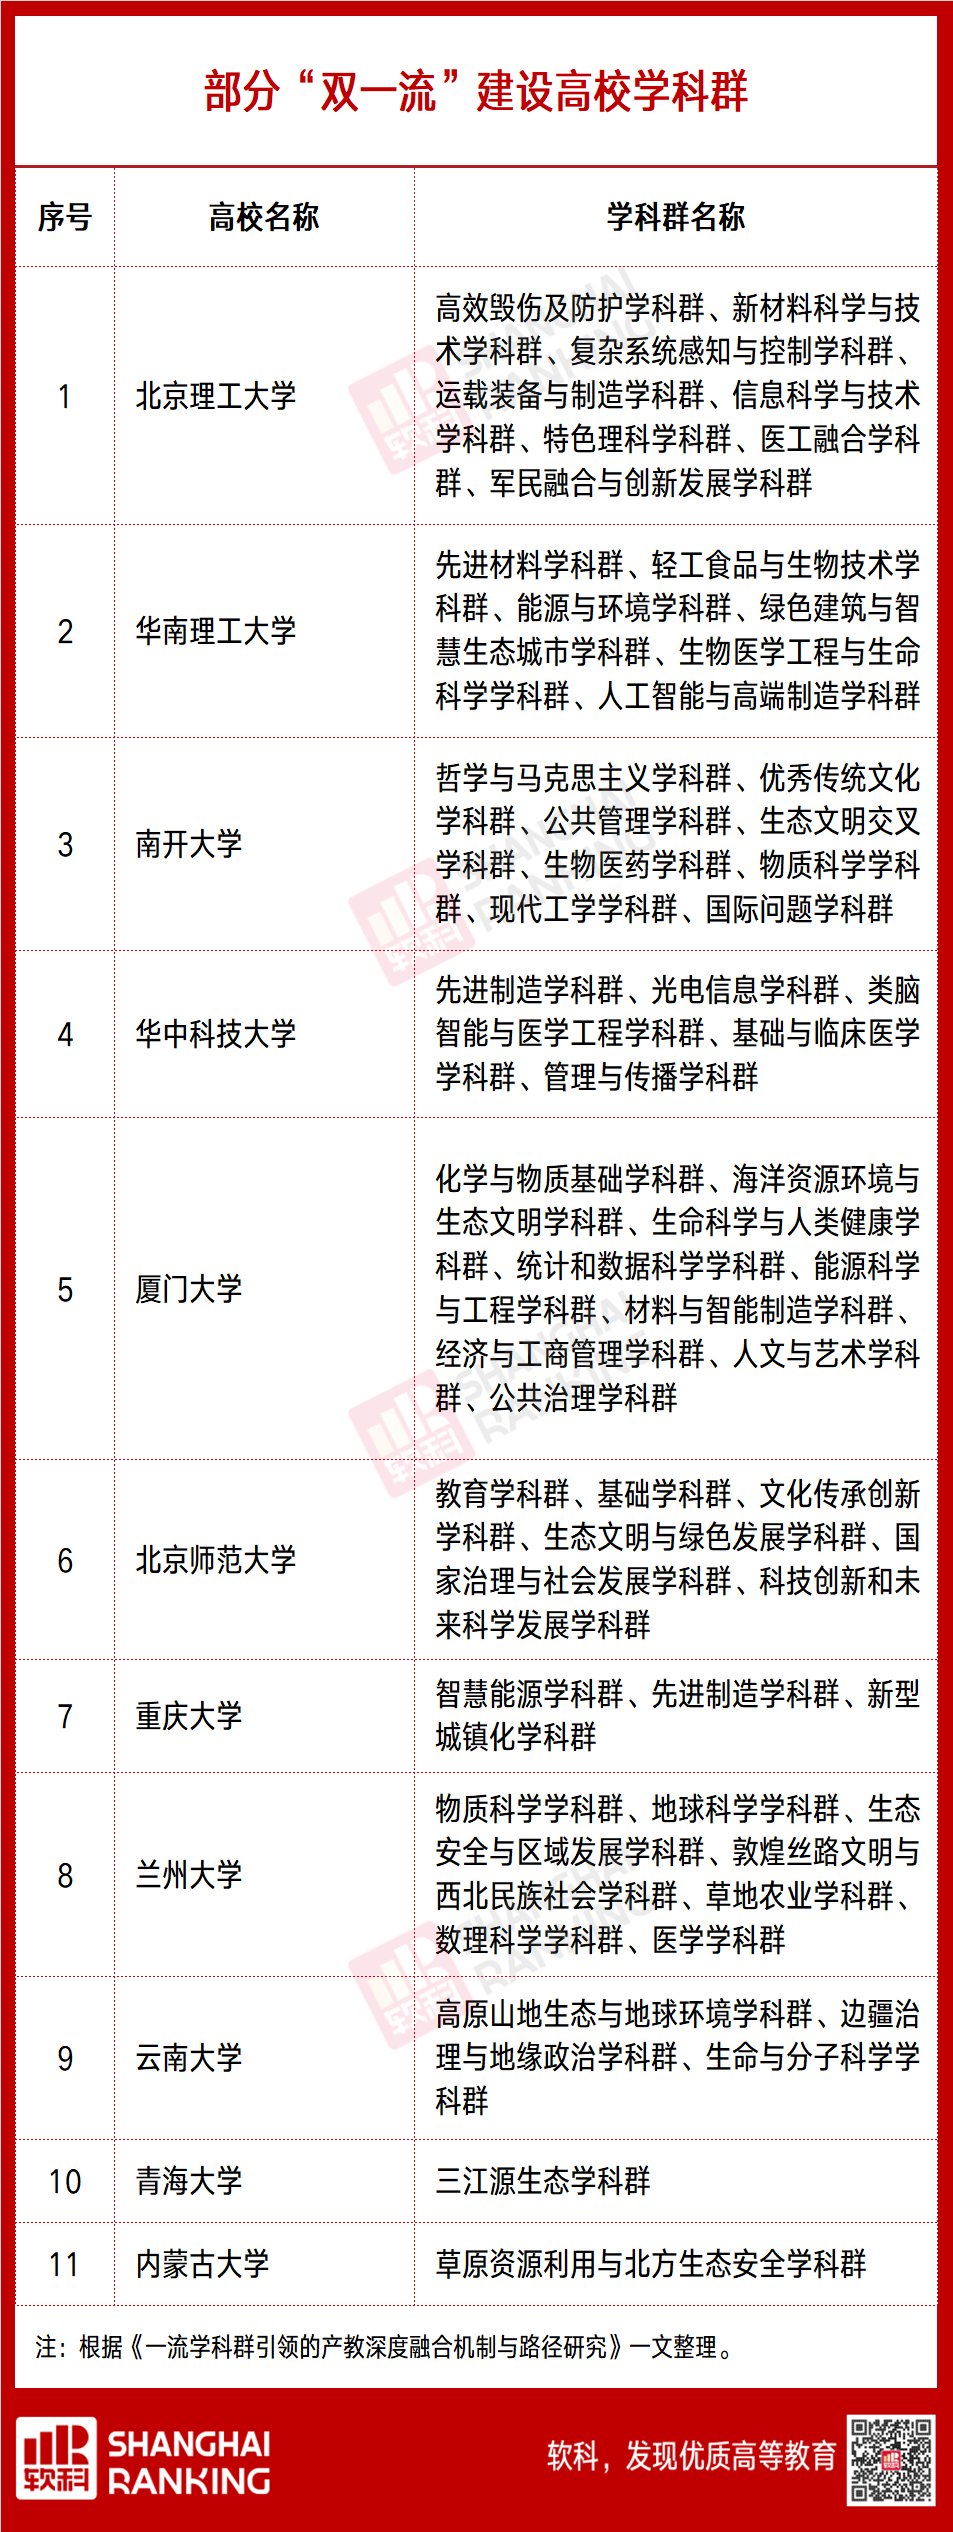 部分“双一流”建设高校学科群
序号 高校名称 学科群名称
1 北京理工大学
高效毁伤及防护学科群、新材料科学与技
术学科群、复杂系统感知与控制学科群、
运载装备与制造学科群、信息科学与技术
学科群、特色理科学科群、医工融合学科
群、军民融合与创新发展学科群
2 华南理工大学
先进材料学科群、轻工食品与生物技术学
科群、能源与环境学科群、绿色建筑与智
慧生态城市学科群、生物医学工程与生命
科学学科群、人工智能与高端制造学科群
3 南开大学
哲学与马克思主义学科群、优秀传统文化
学科群、公共管理学科群、生态文明交叉
学科群、生物医药学科群、物质科学学科
群、现代工学学科群、国际问题学科群
4 华中科技大学
先进制造学科群、光电信息学科群、类脑
智能与医学工程学科群、基础与临床医学
学科群、管理与传播学科群
5 厦门大学
化学与物质基础学科群、海洋资源环境与
生态文明学科群、生命科学与人类健康学
科群、统计和数据科学学科群、能源科学
与工程学科群、材料与智能制造学科群、
经济与工商管理学科群、人文与艺术学科
群、公共治理学科群
6 北京师范大学
教育学科群、基础学科群、文化传承创新
学科群、生态文明与绿色发展学科群、国
家治理与社会发展学科群、科技创新和未
来科学发展学科群
7 重庆大学
智慧能源学科群、先进制造学科群、新型
城镇化学科群
8 兰州大学
物质科学学科群、地球科学学科群、生态
安全与区域发展学科群、敦煌丝路文明与
西北民族社会学科群、草地农业学科群、
数理科学学科群、医学学科群
9 云南大学
高原山地生态与地球环境学科群、边疆治
理与地缘政治学科群、生命与分子科学学
科群
10 青海大学 三江源生态学科群
11 内蒙古大学 草原资源利用与北方生态安全学科群
注：根据《一流学科群引领的产教深度融合机制与路径研究》一文整理。
软科
SHANGHAI
RANKING
软科，发现优质高等教育